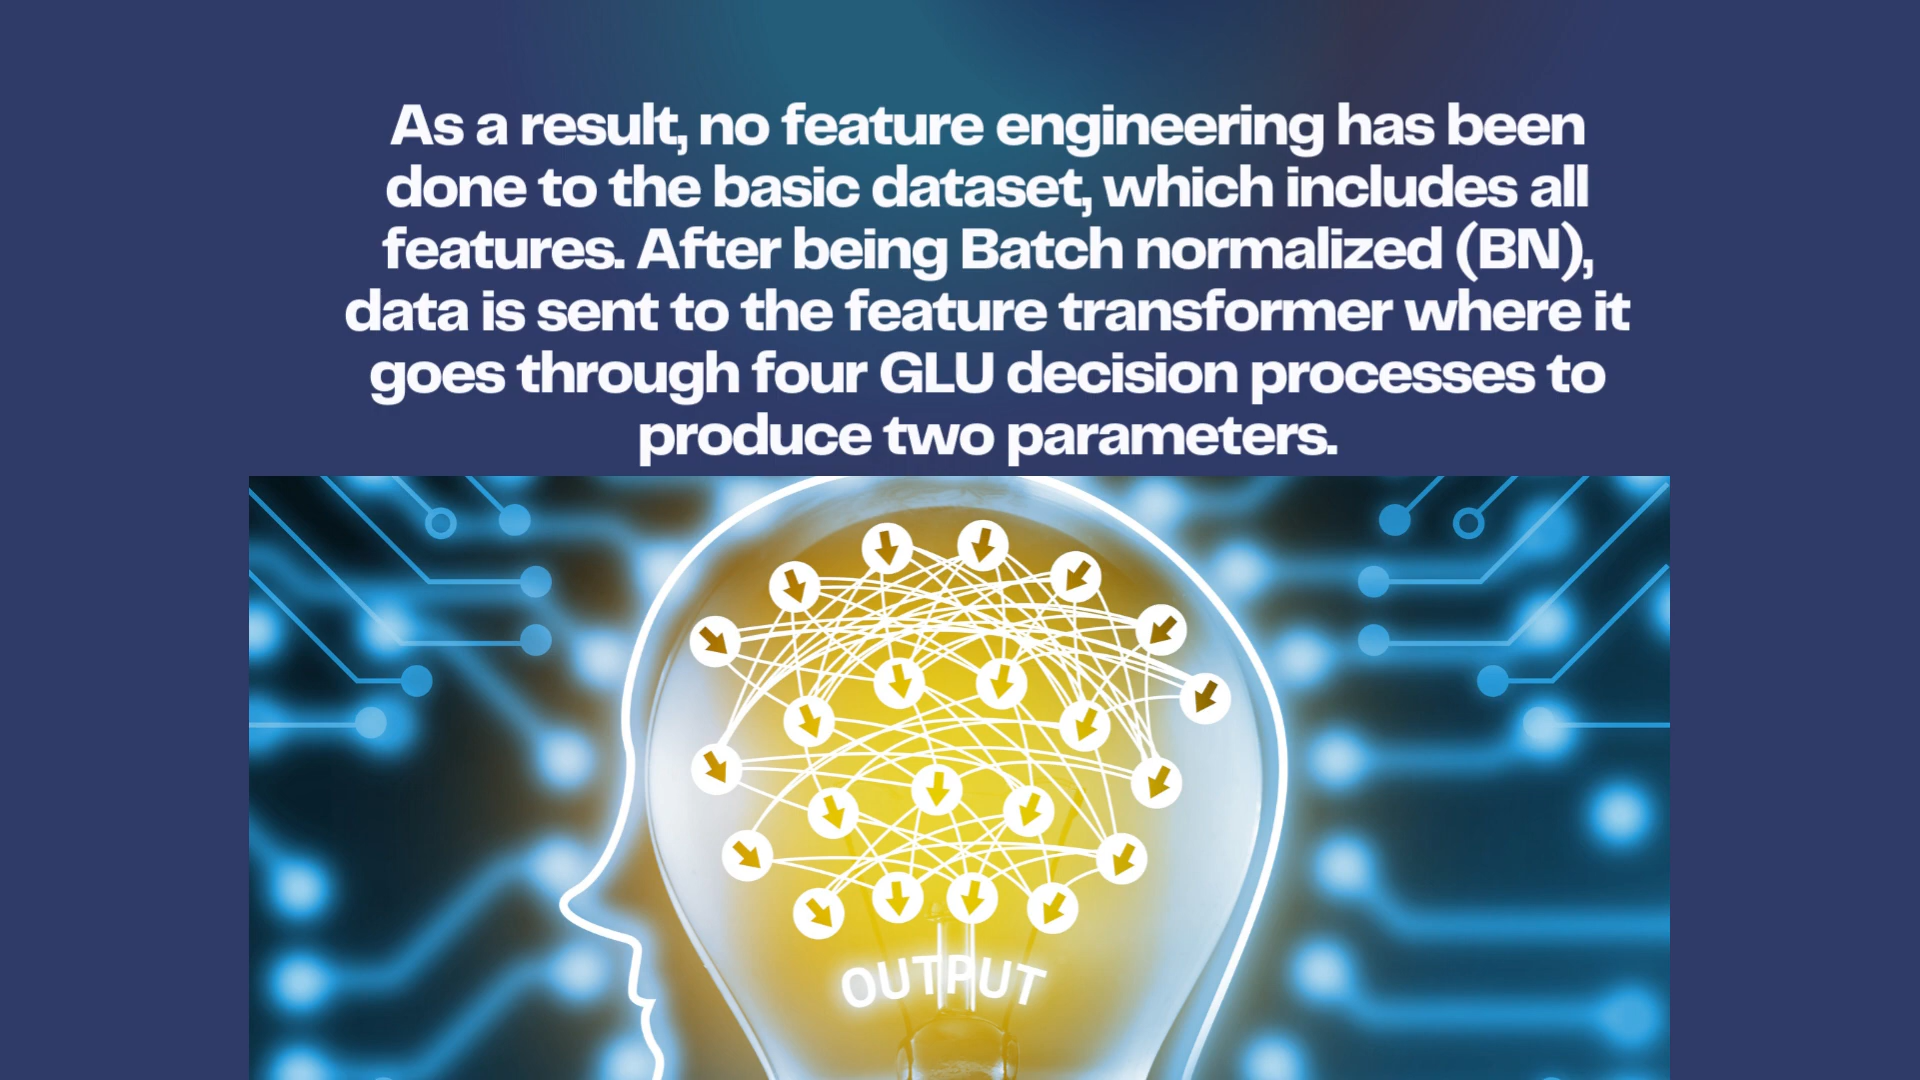 As a result, no feature engineering has been
done to the basic dataset, which includes all
features. After being Batch normalized (BN),
data is sent to the feature transformer where it
goes through four GLU decision processes to
produce two parameters.
OUTPUT